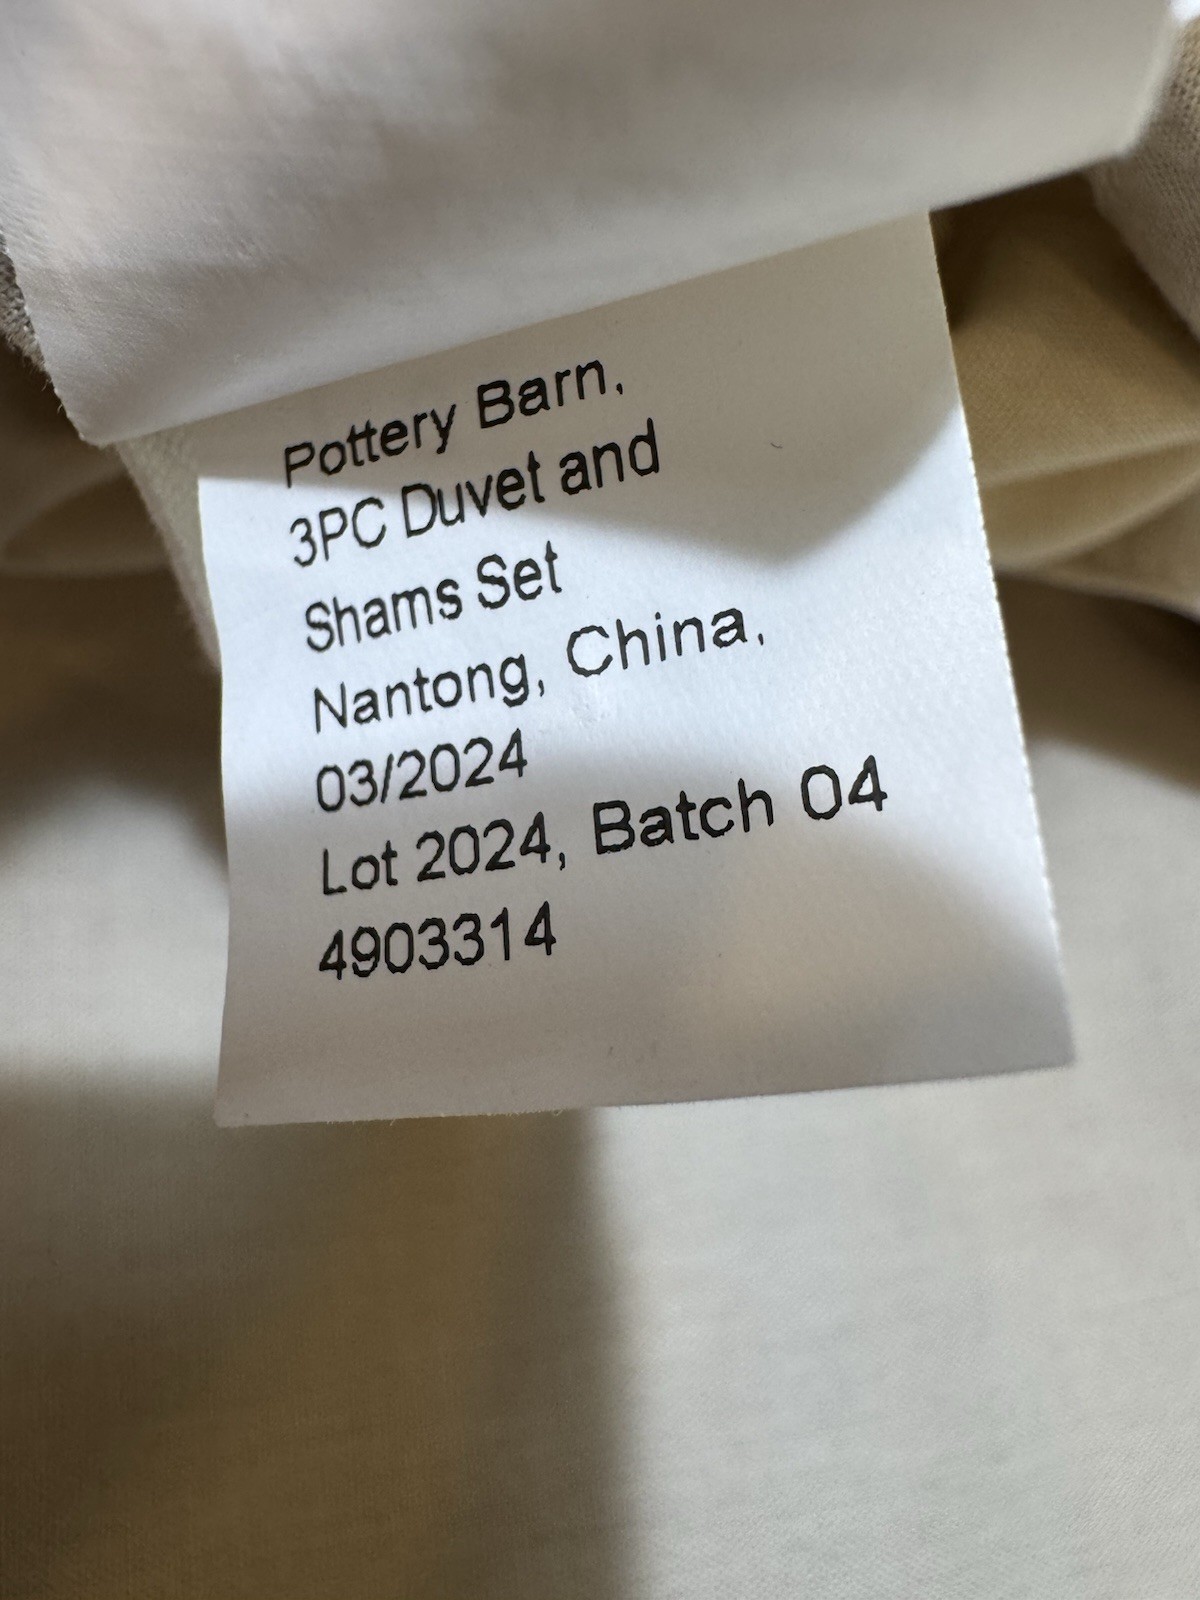 Pottery Barn,
3PC Duvet and
Shams Set
Nantong, China,
03/2024
Lot 2024, Batch 04
4903314